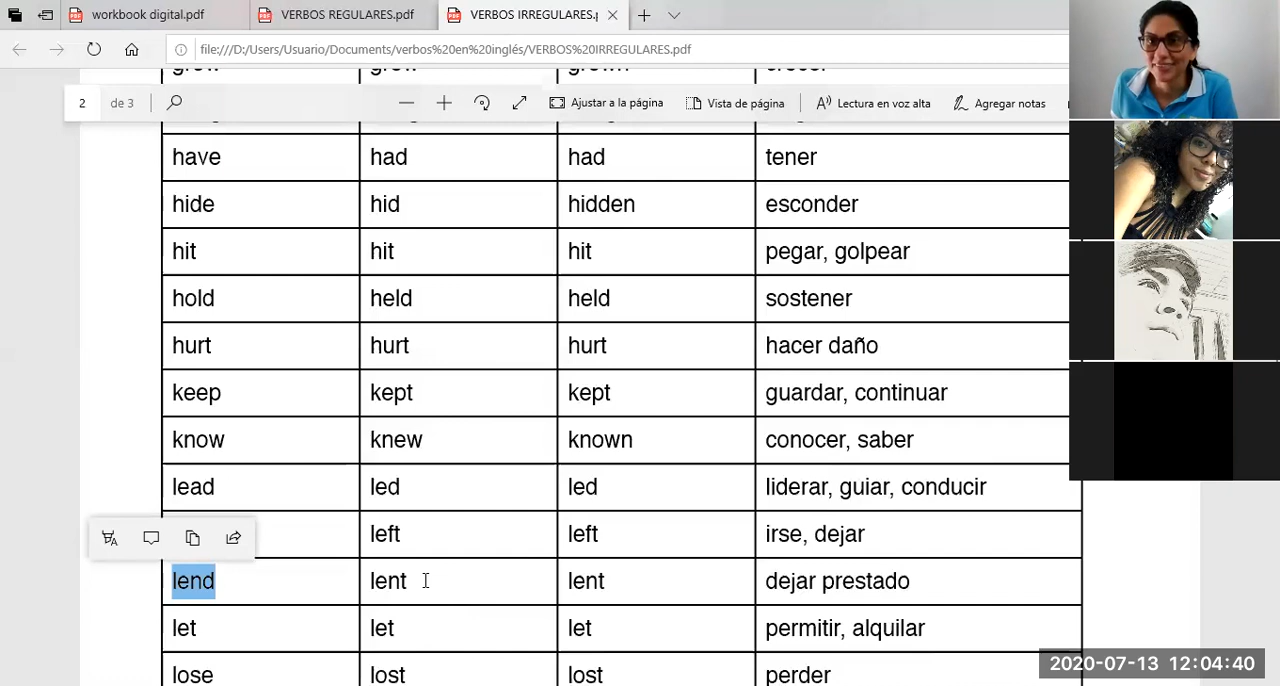 workbook digital.pdf
VERBOS REGULARES.pdf
VERBOS IRREGULARES.p
file:///D:/Users/Usuario/Documents/verbos%20en%20inglés/VERBOS%20IRREGULARES.pdf
grow grew grown crecer
2 de 3 Ajustar a la página Vista de página Lectura en voz alta Agregar notas
have had had tener
hide hid hidden esconder
hit hit hit pegar, golpear
hold held held sostener
hurt hurt hurt hacer daño
keep kept kept guardar, continuar
know knew known conocer, saber
lead led led liderar, guiar, conducir
left left irse, dejar
lend lent lent dejar prestado
let let let permitir, alquilar
lose lost lost perder
2020-07-13 12:04:40